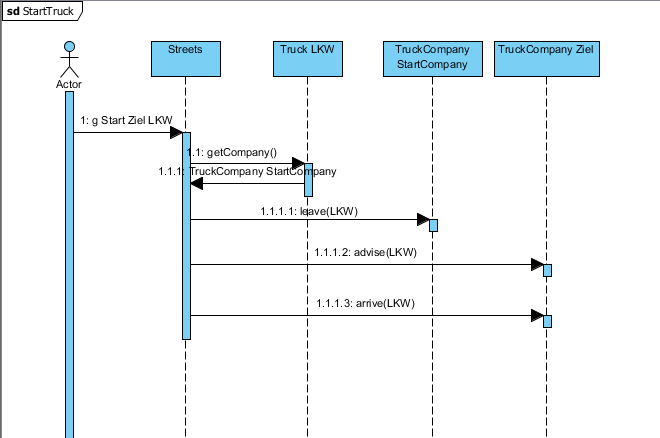 sd StartTruck
Actor
Streets
Truck LKW
TruckCompany
StartCompany
TruckCompany Ziel
1: g Start Ziel LKW
1.1: getCompany()
1.1.1: TruckCompany StartCompany
1.1.1.1: leave(LKW)
1.1.1.2: advise(LKW)
1.1.1.3: arrive(LKW)